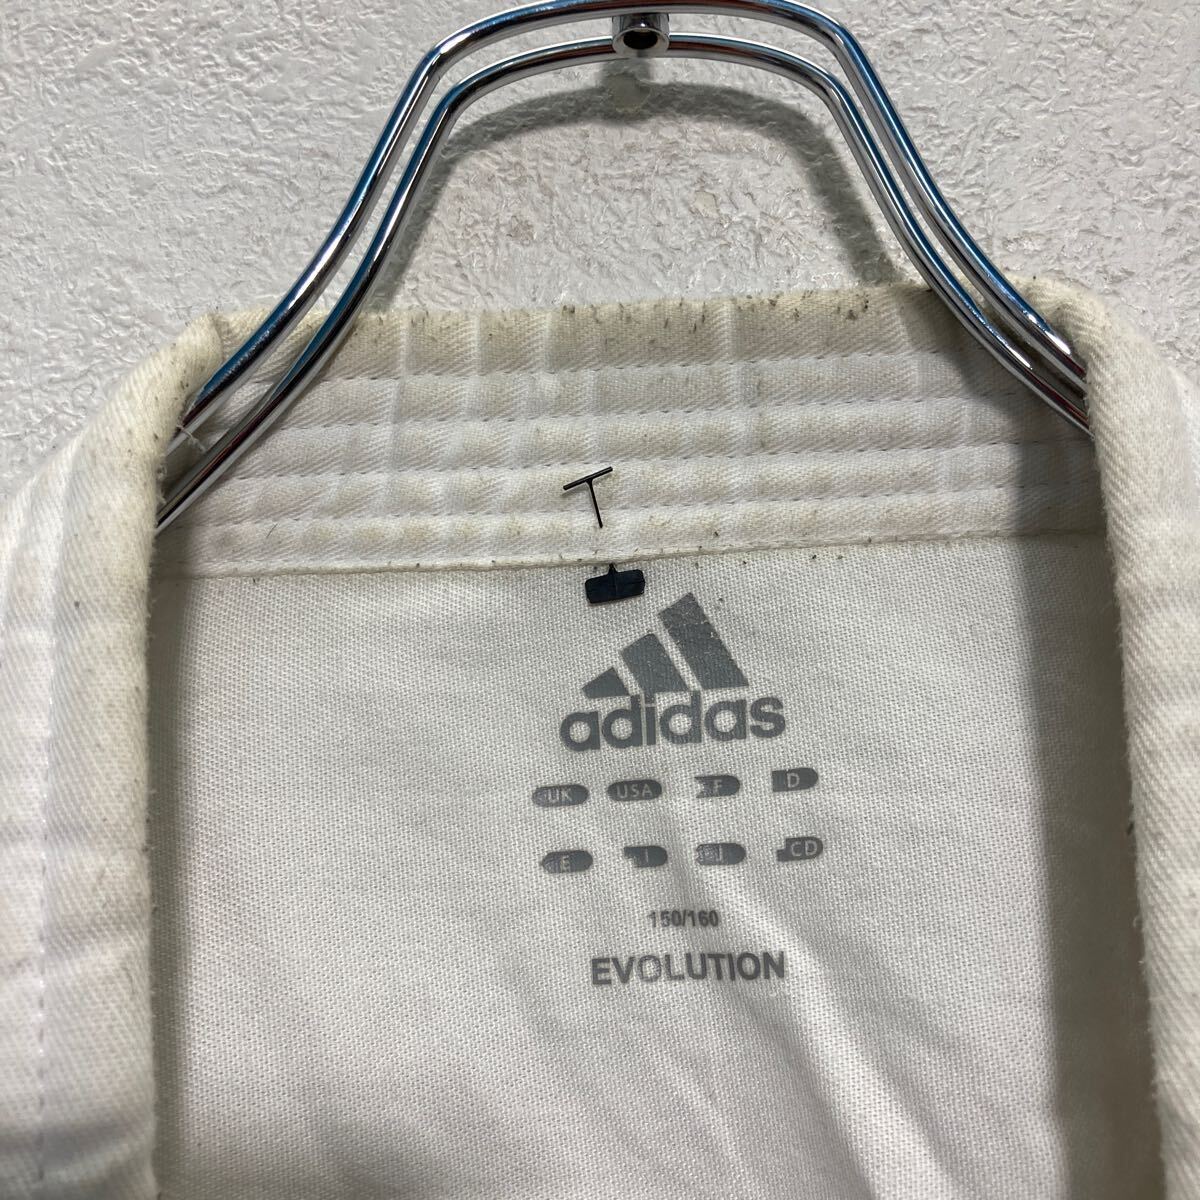 adidas
UK USA F D
E I J CD
150/160
EVOLUTION